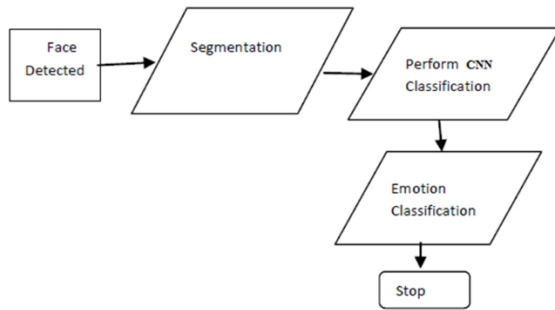 Face
Detected
Segmentation
Perform CNN
Classification
Emotion
Classification
Stop